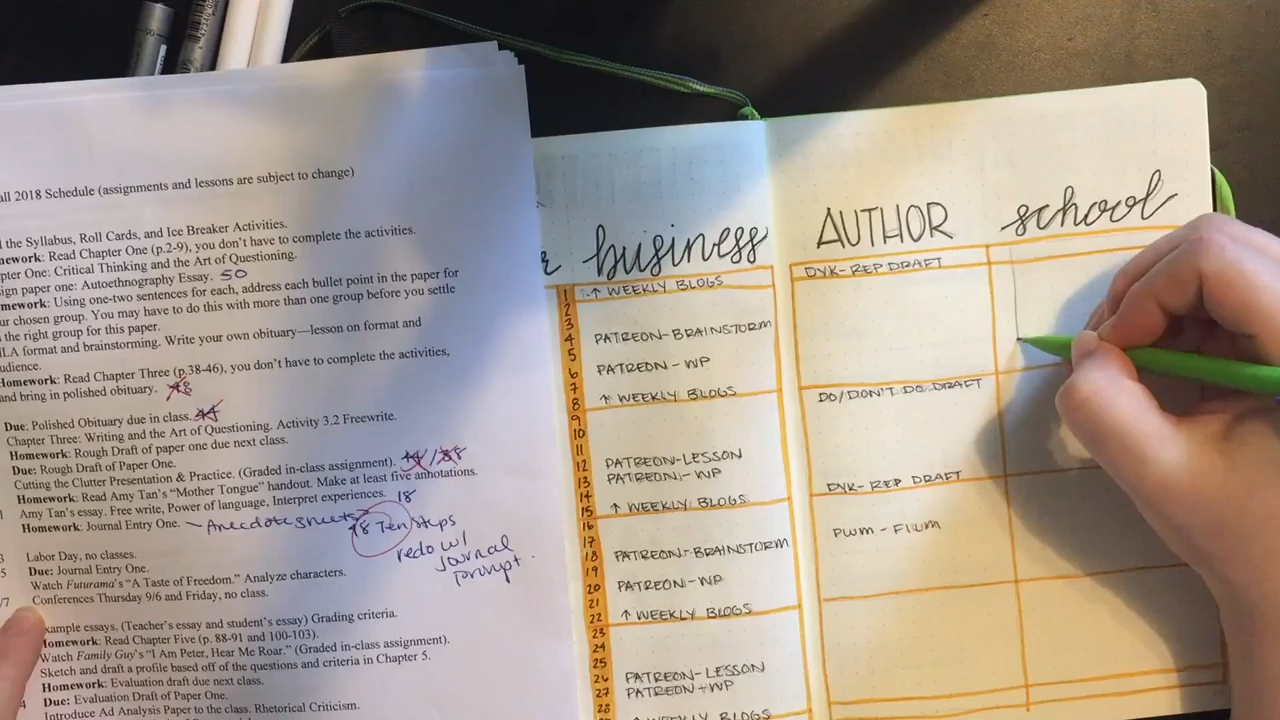 all 2018 Schedule (assignments and lessons are subject to change)
the Syllabus, Roll Cards, and Ice Breaker Activities.
mework: Read Chapter One (p.2-9), you don't have to complete the activities.
pter One: Critical Thinking and the Art of Questioning.
ign paper one: Autoethnography Essay. 50
mework: Using one-two sentences for each, address each bullet point in the paper for
ur chosen group. You may have to do this with more than one group before you settle
the right group for this paper.
LA format and brainstorming. Write your own obituary—lesson on format and
udience.
Homework: Read Chapter Three (p.38-46), you don't have to complete the activities,
and bring in polished obituary.
Due: Polished Obituary due in class.
Chapter Three: Writing and the Art of Questioning. Activity 3.2 Freewrite.
Homework: Rough Draft of paper one due next class.
Due: Rough Draft of Paper One.
Cutting the Clutter Presentation & Practice. (Graded in-class assignment).
Homework: Read Amy Tan's "Mother Tongue" handout. Make at least five annotations.
Amy Tan's essay. Free write, Power of language, Interpret experiences. 18
Homework: Journal Entry One. - Anecdote sheets
18 Ten steps
redo w/
journal
prompt.
3 Labor Day, no classes.
5 Due: Journal Entry One.
Watch Futurama's "A Taste of Freedom." Analyze characters.
/7 Conferences Thursday 9/6 and Friday, no class.
xample essays. (Teacher's essay and student's essay) Grading criteria.
Homework: Read Chapter Five (p. 88-91 and 100-103).
Watch Family Guy's "I Am Peter, Hear Me Roar." (Graded in-class assignment).
Sketch and draft a profile based off of the questions and criteria in Chapter 5.
Homework: Evaluation draft due next class.
4 Due: Evaluation Draft of Paper One.
Introduce Ad Analysis Paper to the class. Rhetorical Criticism.
business
1 ↑ WEEKLY BLOGS
2
3
4 PATREON-BRAINSTORM
5
6 PATREON-WP
7
8 ↑ WEEKLY BLOGS
9
10
11
12 PATREON-LESSON
13 PATREON-WP
14
15 ↑ WEEKLY BLOGS
16
17
18 PATREON-BRAINSTORM
19
20 PATREON-WP
21
22 ↑ WEEKLY BLOGS
23
24
25
26 PATREON-LESSON
27 PATREON-WP
28
↑ WEEKLY BLOGS
AUTHOR
DYK-REP DRAFT
DO/DON'T DO DRAFT
DYK-REP DRAFT
PWM-FILM
school